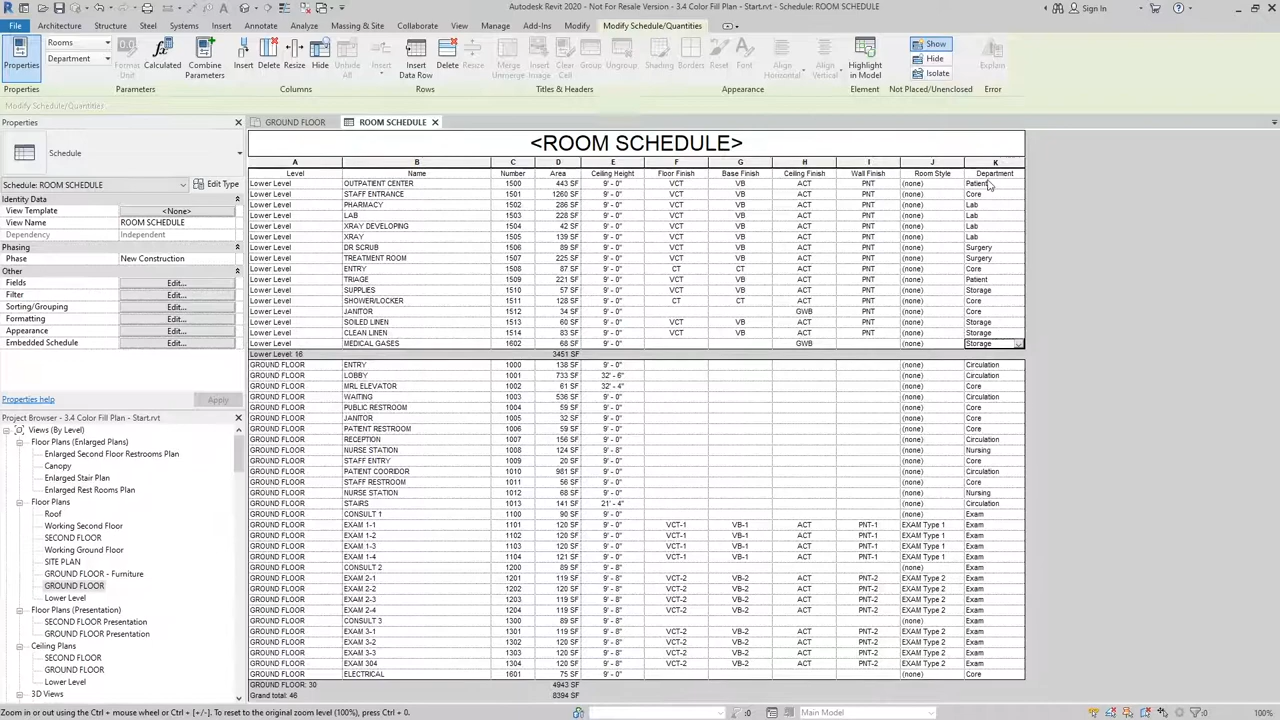 Autodesk Revit 2020 - Not For Resale Version - 3.4 Color Fill Plan - Start.rvt - Schedule: ROOM SCHEDULE
Sign In
File Architecture Structure Steel Systems Insert Annotate Analyze Massing & Site Collaborate View Manage Add-Ins Modify Modify Schedule/Quantities
Properties
Rooms
Department
Format Unit
Calculated
Combine Parameters
Insert Delete Resize Hide Unhide All
Insert
Insert Data Row
Delete Resize
Merge Unmerge
Insert Image
Clear Cell
Group Ungroup
Shading Borders Reset Font
Align Horizontal
Align Vertical
Highlight in Model
Show
Hide
Isolate
Explain
Properties Parameters Columns Rows Titles & Headers Appearance Element Not Placed/Unenclosed Error
Modify Schedule/Quantities
Properties
Schedule
Schedule: ROOM SCHEDULE Edit Type
Identity Data
View Template <None>
View Name ROOM SCHEDULE
Dependency Independent
Phasing
Phase New Construction
Other
Fields Edit...
Filter Edit...
Sorting/Grouping Edit...
Formatting Edit...
Appearance Edit...
Embedded Schedule Edit...
Properties help Apply
Project Browser - 3.4 Color Fill Plan - Start.rvt
Views (By Level)
Floor Plans (Enlarged Plans)
Enlarged Second Floor Restrooms Plan
Canopy
Enlarged Stair Plan
Enlarged Rest Rooms Plan
Floor Plans
Roof
Working Second Floor
SECOND FLOOR
Working Ground Floor
SITE PLAN
GROUND FLOOR - Furniture
GROUND FLOOR
Lower Level
Floor Plans (Presentation)
SECOND FLOOR Presentation
GROUND FLOOR Presentation
Ceiling Plans
SECOND FLOOR
GROUND FLOOR
Lower Level
3D Views
GROUND FLOOR
ROOM SCHEDULE
<ROOM SCHEDULE>
A B C D E F G H I J K
Level Name Number Area Ceiling Height Floor Finish Base Finish Ceiling Finish Wall Finish Room Style Department
Lower Level OUTPATIENT CENTER 1500 443 SF 9' - 0" VCT VB ACT PNT (none) Patient
Lower Level STAFF ENTRANCE 1501 1260 SF 9' - 0" VCT VB ACT PNT (none) Core
Lower Level PHARMACY 1502 286 SF 9' - 0" VCT VB ACT PNT (none) Lab
Lower Level LAB 1503 228 SF 9' - 0" VCT VB ACT PNT (none) Lab
Lower Level XRAY DEVELOPING 1504 42 SF 9' - 0" VCT VB ACT PNT (none) Lab
Lower Level XRAY 1505 139 SF 9' - 0" VCT VB ACT PNT (none) Lab
Lower Level DR SCRUB 1506 89 SF 9' - 0" VCT VB ACT PNT (none) Surgery
Lower Level TREATMENT ROOM 1507 225 SF 9' - 0" VCT VB ACT PNT (none) Surgery
Lower Level ENTRY 1508 87 SF 9' - 0" CT CT ACT PNT (none) Core
Lower Level TRIAGE 1509 221 SF 9' - 0" VCT VB ACT PNT (none) Patient
Lower Level SUPPLIES 1510 57 SF 9' - 0" VCT VB ACT PNT (none) Storage
Lower Level SHOWER/LOCKER 1511 128 SF 9' - 0" CT CT ACT PNT (none) Core
Lower Level JANITOR 1512 34 SF 9' - 0" GWB PNT (none) Core
Lower Level SOILED LINEN 1513 60 SF 9' - 0" VCT VB ACT PNT (none) Storage
Lower Level CLEAN LINEN 1514 83 SF 9' - 0" VCT VB ACT PNT (none) Storage
Lower Level MEDICAL GASES 1602 68 SF 9' - 0" GWB (none) Storage
Lower Level: 16 3451 SF
GROUND FLOOR ENTRY 1000 138 SF 9' - 0" (none) Circulation
GROUND FLOOR LOBBY 1001 733 SF 32' - 6" (none) Circulation
GROUND FLOOR MRL ELEVATOR 1002 61 SF 32' - 4" (none) Core
GROUND FLOOR WAITING 1003 536 SF 9' - 0" (none) Circulation
GROUND FLOOR PUBLIC RESTROOM 1004 59 SF 9' - 0" (none) Core
GROUND FLOOR JANITOR 1005 32 SF 9' - 0" (none) Core
GROUND FLOOR PATIENT RESTROOM 1006 59 SF 9' - 0" (none) Core
GROUND FLOOR RECEPTION 1007 156 SF 9' - 0" (none) Circulation
GROUND FLOOR NURSE STATION 1008 124 SF 9' - 8" (none) Nursing
GROUND FLOOR STAFF ENTRY 1009 20 SF 9' - 0" (none) Core
GROUND FLOOR PATIENT COORIDOR 1010 981 SF 9' - 0" (none) Circulation
GROUND FLOOR STAFF RESTROOM 1011 56 SF 9' - 0" (none) Core
GROUND FLOOR NURSE STATION 1012 68 SF 9' - 0" (none) Nursing
GROUND FLOOR STAIRS 1013 141 SF 21' - 4" (none) Circulation
GROUND FLOOR CONSULT 1 1100 90 SF 9' - 0" (none) Exam
GROUND FLOOR EXAM 1-1 1101 120 SF 9' - 0" VCT-1 VB-1 ACT PNT-1 EXAM Type 1 Exam
GROUND FLOOR EXAM 1-2 1102 120 SF 9' - 0" VCT-1 VB-1 ACT PNT-1 EXAM Type 1 Exam
GROUND FLOOR EXAM 1-3 1103 120 SF 9' - 0" VCT-1 VB-1 ACT PNT-1 EXAM Type 1 Exam
GROUND FLOOR EXAM 1-4 1104 121 SF 9' - 0" VCT-1 VB-1 ACT PNT-1 EXAM Type 1 Exam
GROUND FLOOR CONSULT 2 1200 89 SF 9' - 8" (none) Exam
GROUND FLOOR EXAM 2-1 1201 119 SF 9' - 8" VCT-2 VB-2 ACT PNT-2 EXAM Type 2 Exam
GROUND FLOOR EXAM 2-2 1202 119 SF 9' - 8" VCT-2 VB-2 ACT PNT-2 EXAM Type 2 Exam
GROUND FLOOR EXAM 2-3 1203 119 SF 9' - 8" VCT-2 VB-2 ACT PNT-2 EXAM Type 2 Exam
GROUND FLOOR EXAM 2-4 1204 119 SF 9' - 8" VCT-2 VB-2 ACT PNT-2 EXAM Type 2 Exam
GROUND FLOOR CONSULT 3 1300 89 SF 9' - 8" (none) Exam
GROUND FLOOR EXAM 3-1 1301 119 SF 9' - 8" VCT-2 VB-2 ACT PNT-2 EXAM Type 2 Exam
GROUND FLOOR EXAM 3-2 1302 119 SF 9' - 8" VCT-2 VB-2 ACT PNT-2 EXAM Type 2 Exam
GROUND FLOOR EXAM 3-3 1303 119 SF 9' - 8" VCT-2 VB-2 ACT PNT-2 EXAM Type 2 Exam
GROUND FLOOR EXAM 304 1304 120 SF 9' - 8" VCT-2 VB-2 ACT PNT-2 EXAM Type 2 Exam
GROUND FLOOR ELECTRICAL 1601 75 SF 9' - 0" (none) Core
GROUND FLOOR: 30 4943 SF
Grand total: 46 8394 SF
Zoom in or out using the Ctrl + mouse wheel or Ctrl + [+/-]. To reset to the original zoom level (100%), press Ctrl + 0. :0 Main Model :0 100%